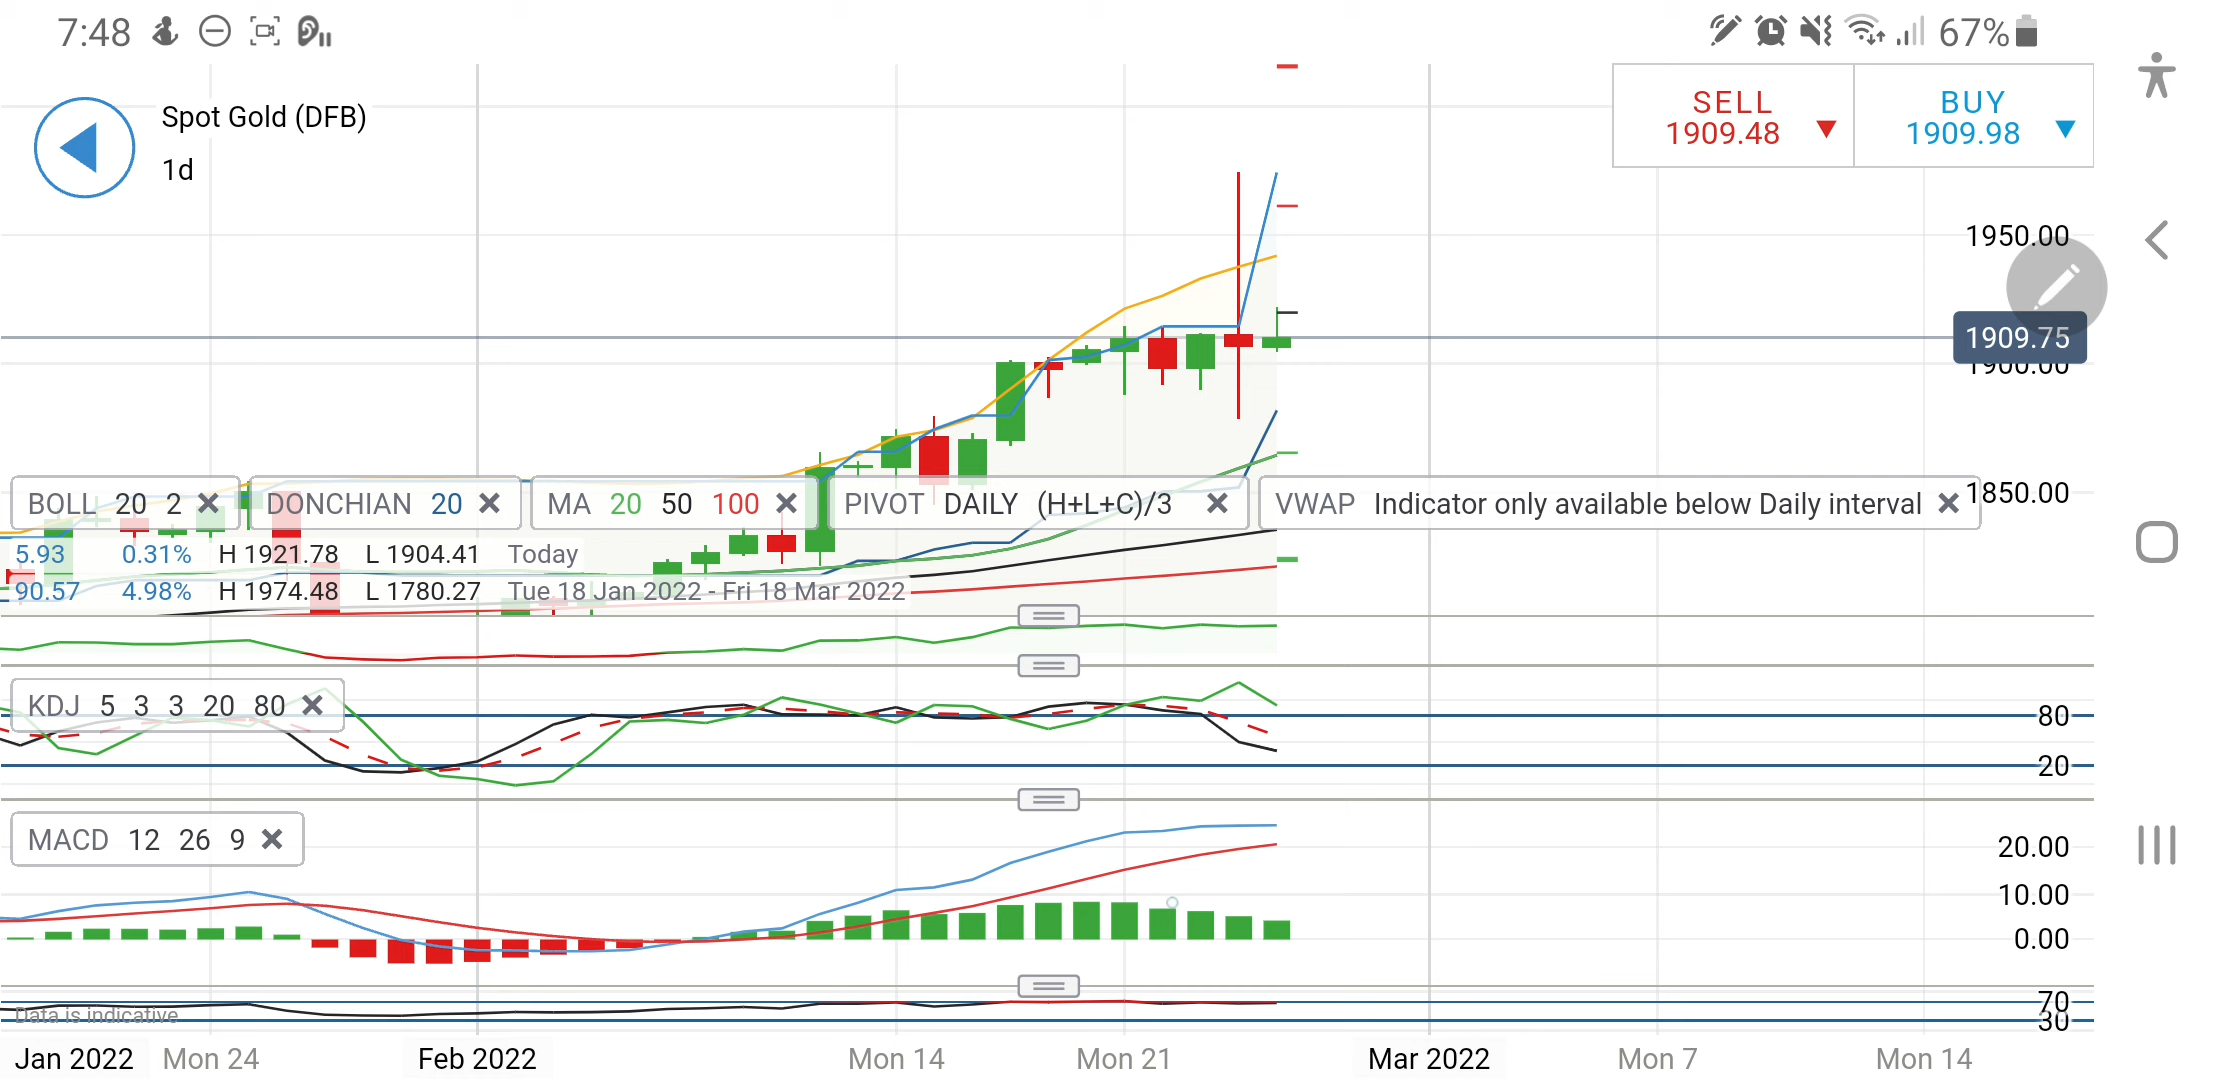 7:48
67%
Spot Gold (DFB)
1d
SELL
1909.48
BUY
1909.98
1950.00
1909.75
1900.00
1850.00
BOLL 20 2
DONCHIAN 20
MA 20 50 100
PIVOT DAILY (H+L+C)/3
VWAP Indicator only available below Daily interval
5.93 0.31% H 1921.78 L 1904.41 Today
90.57 4.98% H 1974.48 L 1780.27 Tue 18 Jan 2022 - Fri 18 Mar 2022
KDJ 5 3 3 20 80
80
20
MACD 12 26 9
20.00
10.00
0.00
70
30
Data is indicative
Jan 2022 Mon 24 Feb 2022 Mon 14 Mon 21 Mar 2022 Mon 7 Mon 14